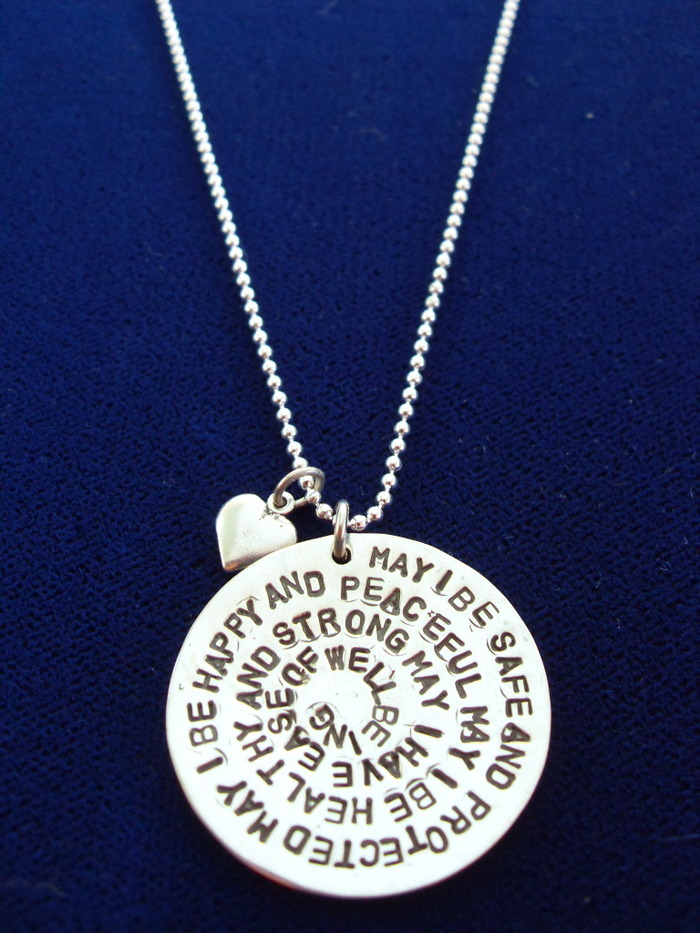 MAY I BE SAFE AND PROTECTED MAY I BE HAPPY AND PEACEFUL MAY I BE HEALTHY AND STRONG MAY I HAVE EASE OF WELL BEING